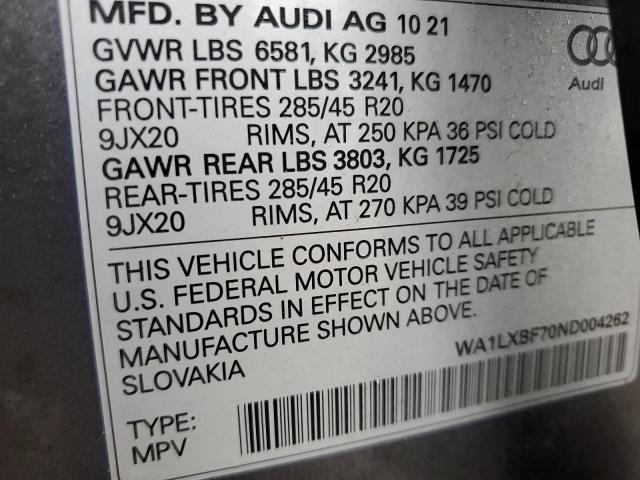 MFD. BY AUDI AG 10 21
GVWR LBS 6581, KG 2985
GAWR FRONT LBS 3241, KG 1470
FRONT-TIRES 285/45 R20
9JX20 RIMS, AT 250 KPA 36 PSI COLD
GAWR REAR LBS 3803, KG 1725
REAR-TIRES 285/45 R20
9JX20 RIMS, AT 270 KPA 39 PSI COLD
Audi
THIS VEHICLE CONFORMS TO ALL APPLICABLE
U.S. FEDERAL MOTOR VEHICLE SAFETY
STANDARDS IN EFFECT ON THE DATE OF
MANUFACTURE SHOWN ABOVE.
SLOVAKIA
WA1LXBF70ND004262
TYPE:
MPV